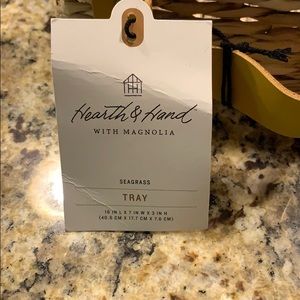 Hearth & Hand
WITH MAGNOLIA
SEAGRASS
TRAY
16 IN L X 7 IN W X 3 IN H
(40.6 CM X 17.7 CM X 7.6 CM)